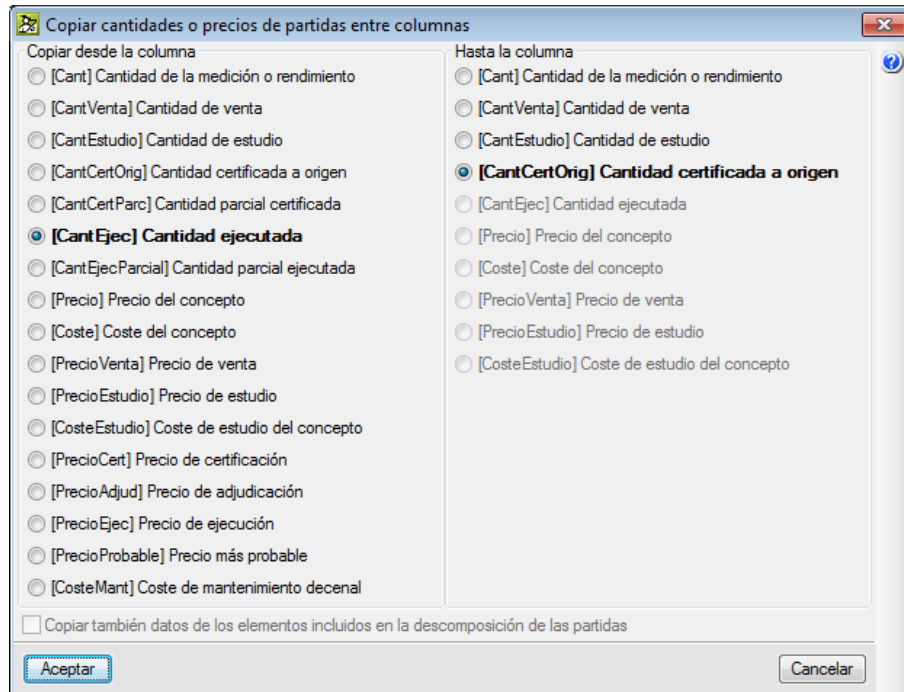 Copiar cantidades o precios de partidas entre columnas
Copiar desde la columna
[Cant] Cantidad de la medición o rendimiento
[CantVenta] Cantidad de venta
[CantEstudio] Cantidad de estudio
[CantCertOrig] Cantidad certificada a origen
[CantCertParc] Cantidad parcial certificada
[CantEjec] Cantidad ejecutada
[CantEjecParcial] Cantidad parcial ejecutada
[Precio] Precio del concepto
[Coste] Coste del concepto
[PrecioVenta] Precio de venta
[PrecioEstudio] Precio de estudio
[CosteEstudio] Coste de estudio del concepto
[PrecioCert] Precio de certificación
[PrecioAdjud] Precio de adjudicación
[PrecioEjec] Precio de ejecución
[PrecioProbable] Precio más probable
[CosteMant] Coste de mantenimiento decenal
Hasta la columna
[Cant] Cantidad de la medición o rendimiento
[CantVenta] Cantidad de venta
[CantEstudio] Cantidad de estudio
[CantCertOrig] Cantidad certificada a origen
[CantEjec] Cantidad ejecutada
[Precio] Precio del concepto
[Coste] Coste del concepto
[PrecioVenta] Precio de venta
[PrecioEstudio] Precio de estudio
[CosteEstudio] Coste de estudio del concepto
Copiar también datos de los elementos incluidos en la descomposición de las partidas
Aceptar
Cancelar